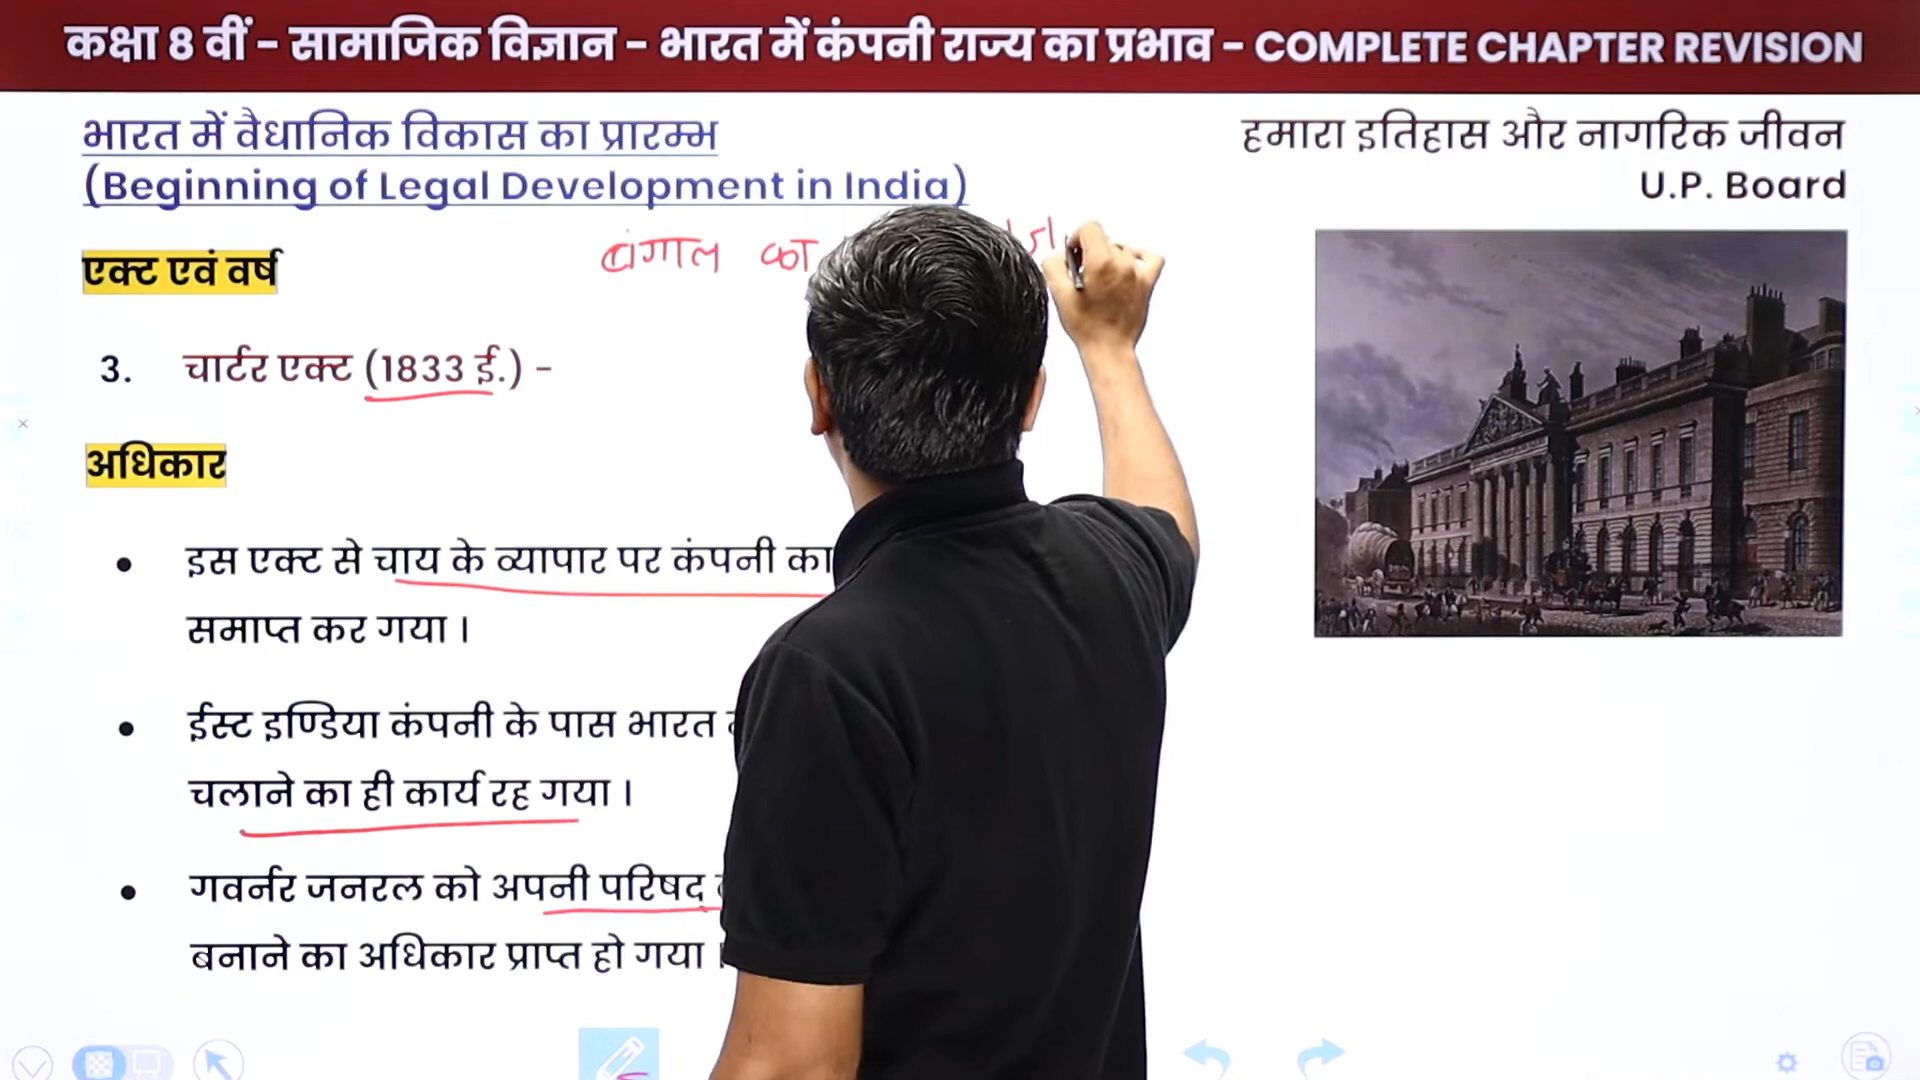 कक्षा 8 वीं - सामाजिक विज्ञान - भारत में कंपनी राज्य का प्रभाव - COMPLETE CHAPTER REVISION
भारत में वैधानिक विकास का प्रारम्भ
(Beginning of Legal Development in India)
हमारा इतिहास और नागरिक जीवन
U.P. Board
बंगाल का
एक्ट एवं वर्ष
3. चार्टर एक्ट (1833 ई.) -
अधिकार
• इस एक्ट से चाय के व्यापार पर कंपनी का
समाप्त कर गया ।
• ईस्ट इण्डिया कंपनी के पास भारत
चलाने का ही कार्य रह गया ।
• गवर्नर जनरल को अपनी परिषद
बनाने का अधिकार प्राप्त हो गया ।